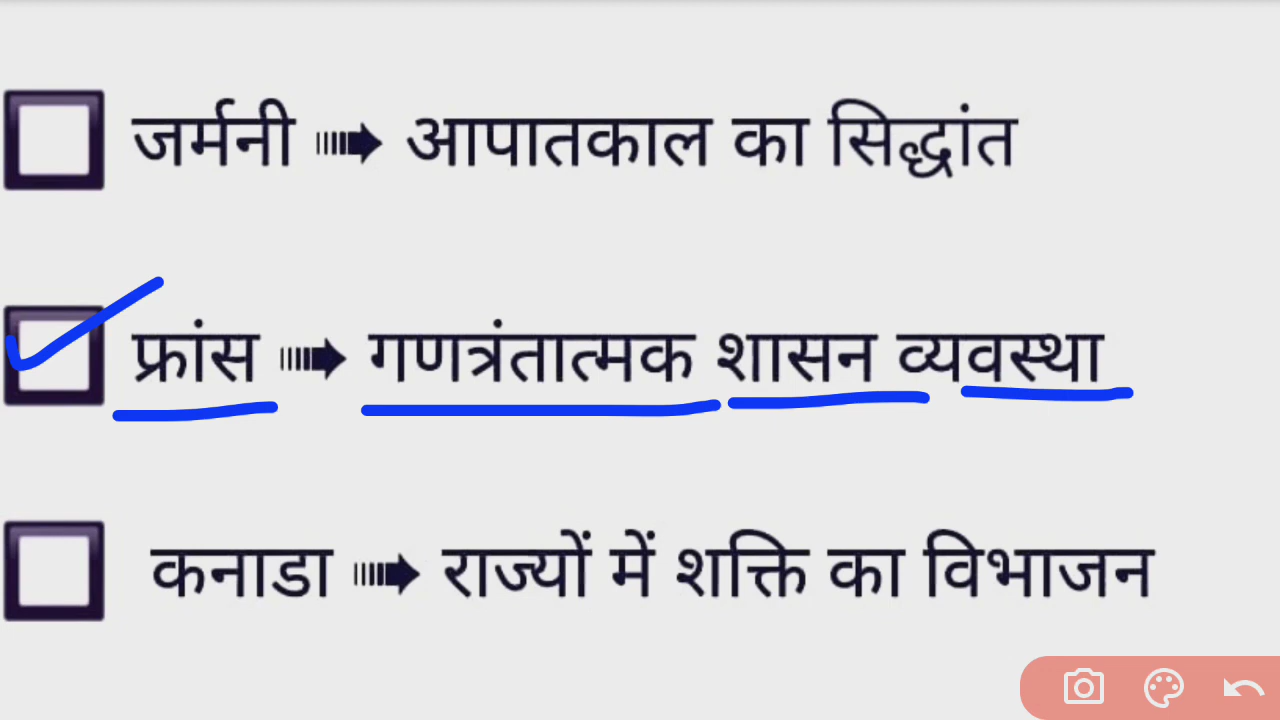 जर्मनी ➠ आपातकाल का सिद्धांत
फ्रांस ➠ गणत्रंतात्मक शासन व्यवस्था
कनाडा ➠ राज्यों में शक्ति का विभाजन